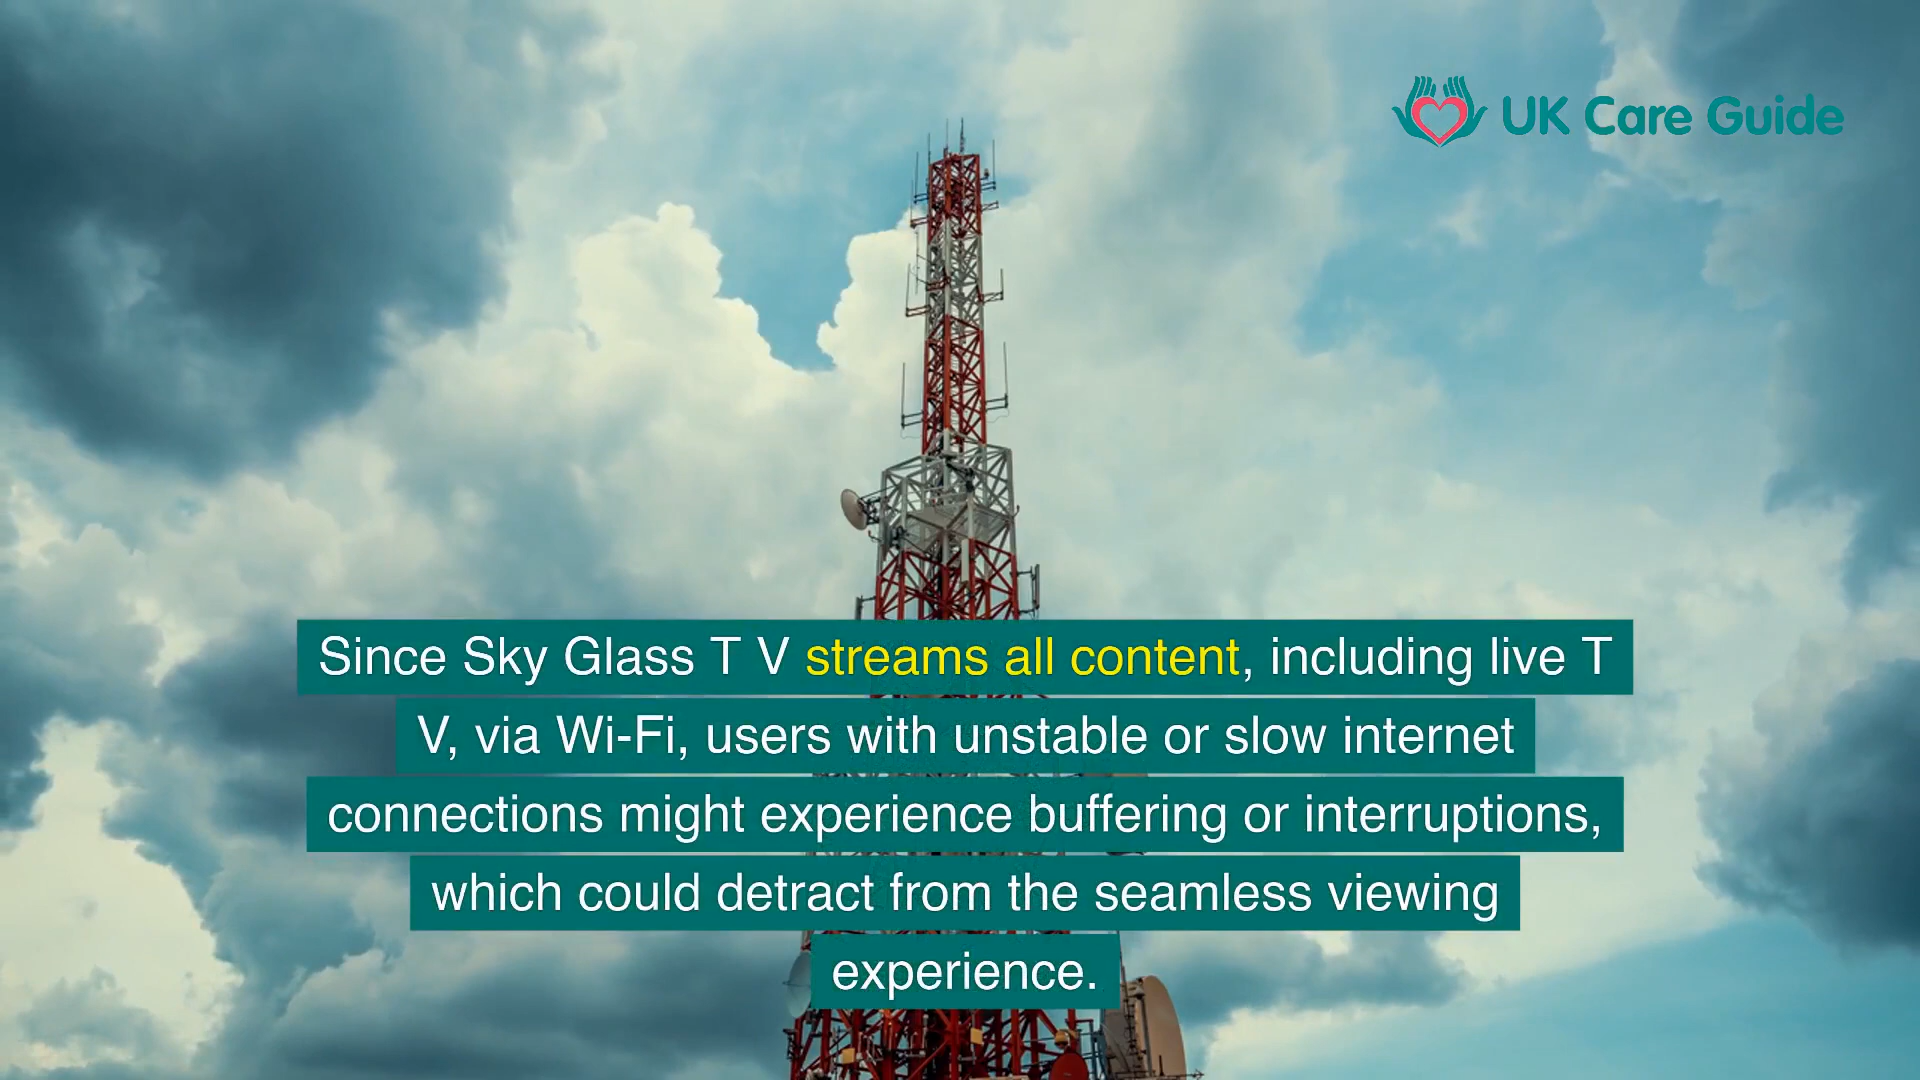 UK Care Guide
Since Sky Glass T V streams all content, including live T
V, via Wi-Fi, users with unstable or slow internet
connections might experience buffering or interruptions,
which could detract from the seamless viewing
experience.